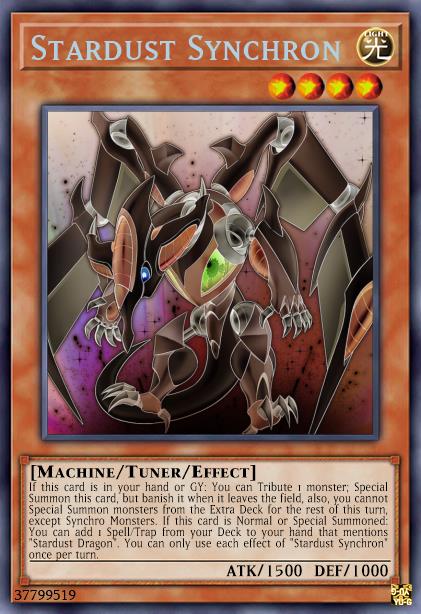 STARDUST SYNCHRON
LIGHT
光
[MACHINE/TUNER/EFFECT]
If this card is in your hand or GY: You can Tribute 1 monster; Special
Summon this card, but banish it when it leaves the field, also, you cannot
Special Summon monsters from the Extra Deck for the rest of this turn,
except Synchro Monsters. If this card is Normal or Special Summoned:
You can add 1 Spell/Trap from your Deck to your hand that mentions
"Stardust Dragon". You can only use each effect of "Stardust Synchron"
once per turn.
ATK/1500 DEF/1000
37799519